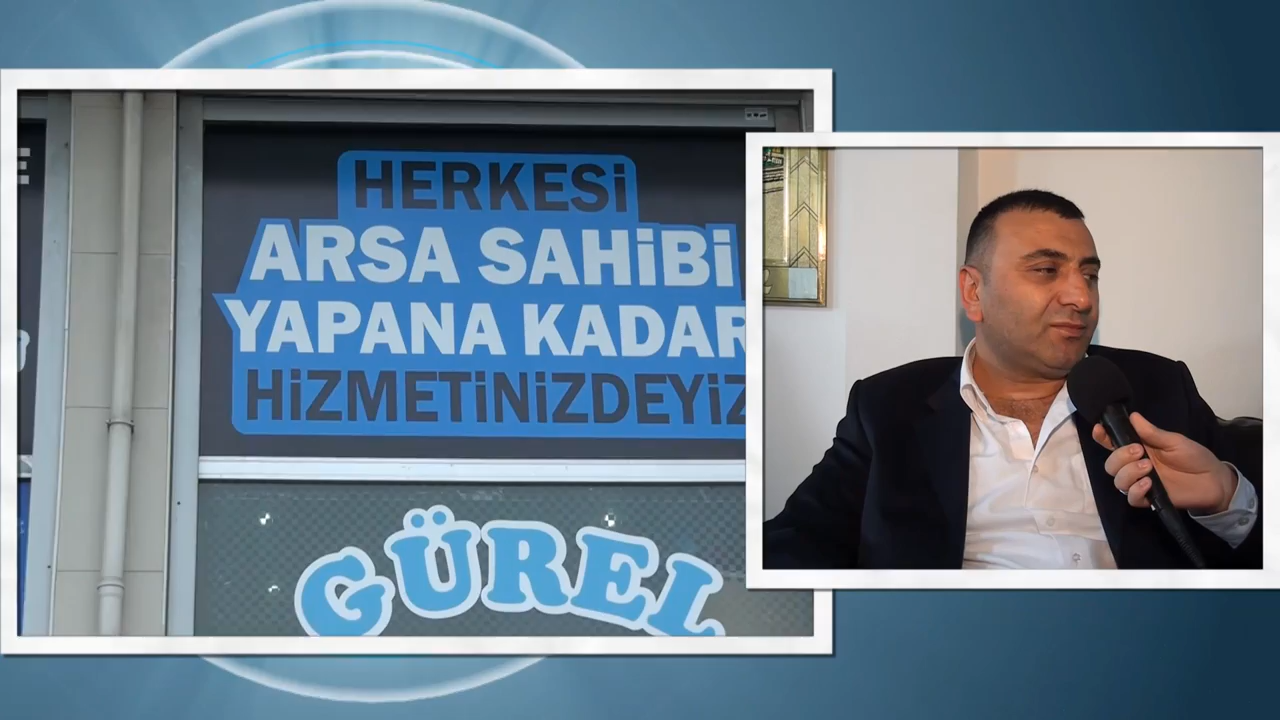 HERKESİ
ARSA SAHİBİ
YAPANA KADAR
HİZMETİNİZDEYİZ
GÜREL